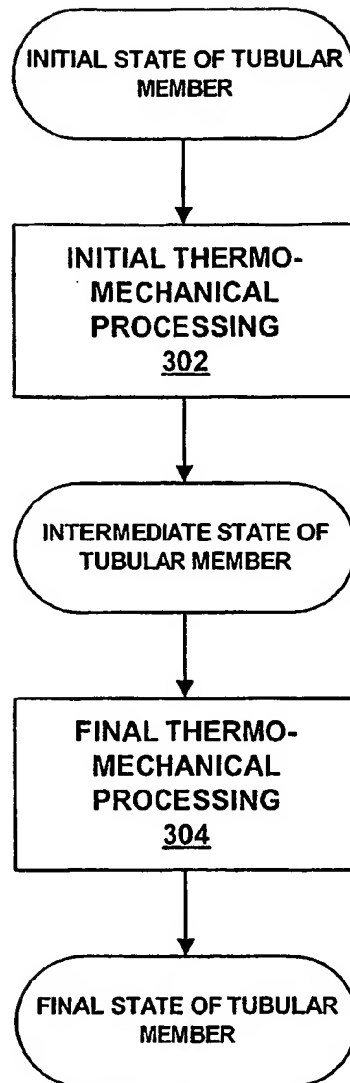 INITIAL STATE OF TUBULAR
MEMBER
INITIAL THERMO-
MECHANICAL
PROCESSING
302
INTERMEDIATE STATE OF
TUBULAR MEMBER
FINAL THERMO-
MECHANICAL
PROCESSING
304
FINAL STATE OF TUBULAR
MEMBER